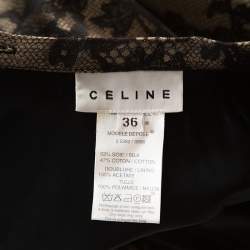 CELINE
36
MODELE DEPOSE
53% SOIE / SILK
47% COTON - COTTON
DOUBLURE / LINING
100% ACETATE
TULLE
100% POLYAMIDE - NYLON